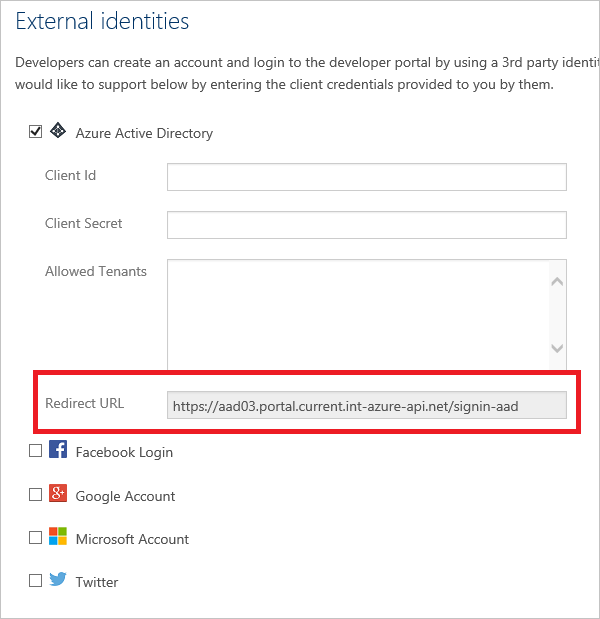 External identities
Developers can create an account and login to the developer portal by using a 3rd party identi
would like to support below by entering the client credentials provided to you by them.
Azure Active Directory
Client Id
Client Secret
Allowed Tenants
Redirect URL https://aad03.portal.current.int-azure-api.net/signin-aad
Facebook Login
Google Account
Microsoft Account
Twitter